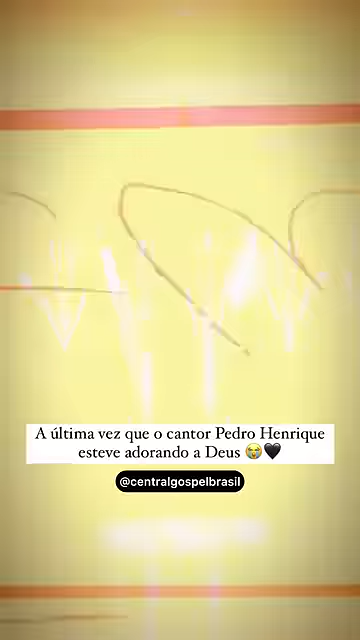 A última vez que o cantor Pedro Henrique
esteve adorando a Deus 😭🖤
@centralgospelbrasil